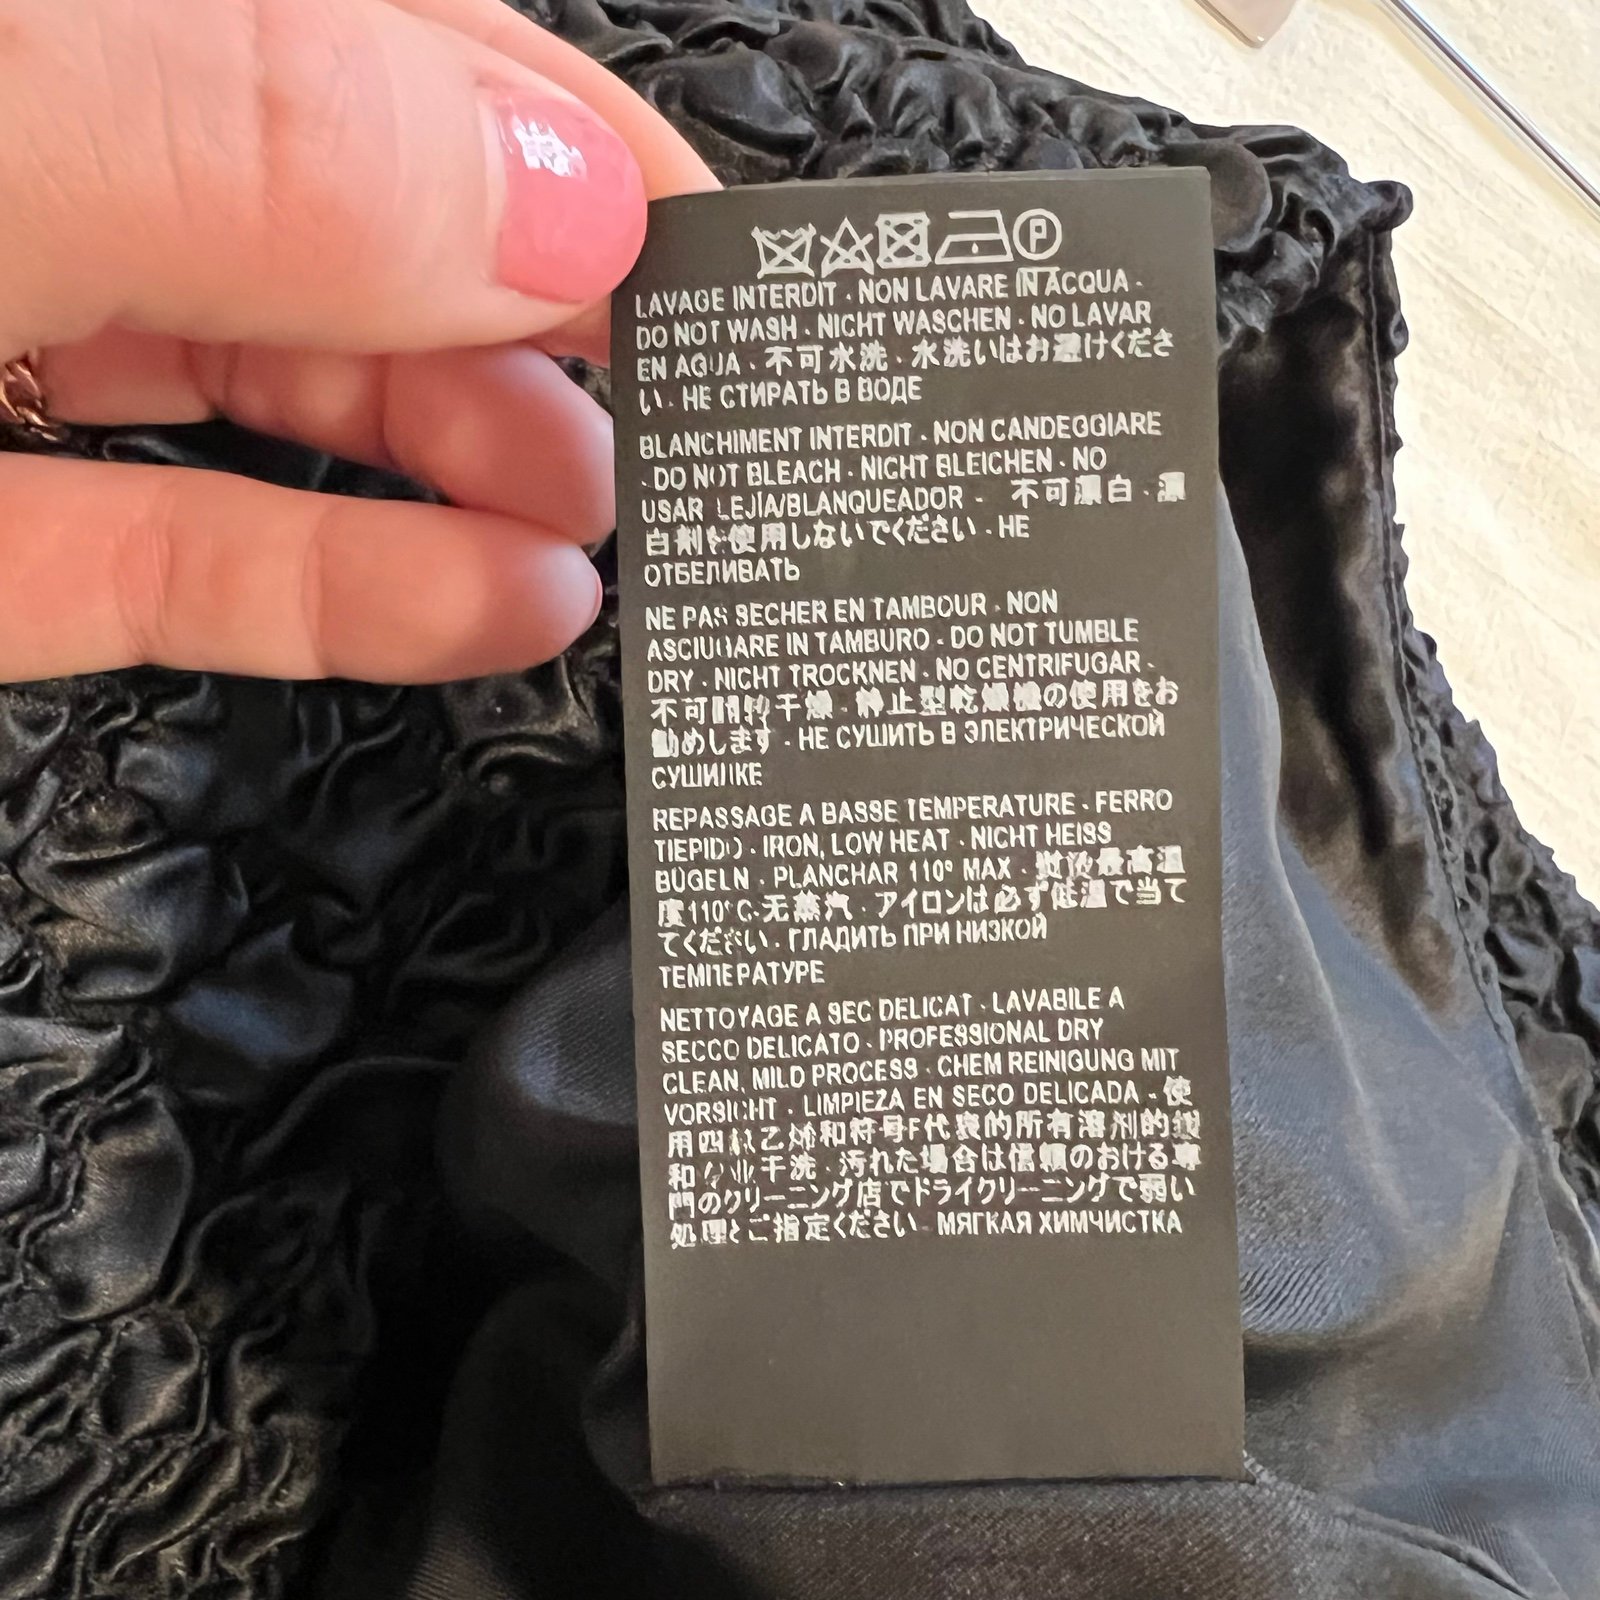 P
LAVAGE INTERDIT · NON LAVARE IN ACQUA ·
DO NOT WASH · NICHT WASCHEN · NO LAVAR
EN AGUA · 不可水洗 · 水洗いはお避けくださ
い · НЕ СТИРАТЬ В ВОДЕ
BLANCHIMENT INTERDIT · NON CANDEGGIARE
· DO NOT BLEACH · NICHT BLEICHEN · NO
USAR LEJÍA/BLANQUEADOR - 不可漂白 · 漂
白剤を使用しないでください · НЕ
ОТБЕЛИВАТЬ
NE PAS SECHER EN TAMBOUR · NON
ASCIUGARE IN TAMBURO - DO NOT TUMBLE
DRY · NICHT TROCKNEN · NO CENTRIFUGAR -
不可翻转干燥 · 静止型乾燥機の使用をお
勧めします · НЕ СУШИТЬ В ЭЛЕКТРИЧЕСКОЙ
СУШИЛКЕ
REPASSAGE A BASSE TEMPERATURE · FERRO
TIEPIDO · IRON, LOW HEAT · NICHT HEISS
BÜGELN · PLANCHAR 110° MAX · 最高温
度110°C·无蒸汽 · アイロンは必ず低温で当て
てください · ГЛАДИТЬ ПРИ НИЗКОЙ
ТЕМПЕРАТУРЕ
NETTOYAGE A SEC DELICAT · LAVABILE A
SECCO DELICATO · PROFESSIONAL DRY
CLEAN, MILD PROCESS · CHEM REINIGUNG MIT
VORSICHT · LIMPIEZA EN SECO DELICADA - 使
用四氯乙烯和符号F代表的所有溶剂的缓
和专业干洗 · 汚れた場合は信頼のおける専
門のクリーニング店でドライクリーニングで弱い
処理とご指定ください · МЯГКАЯ ХИМЧИСТКА